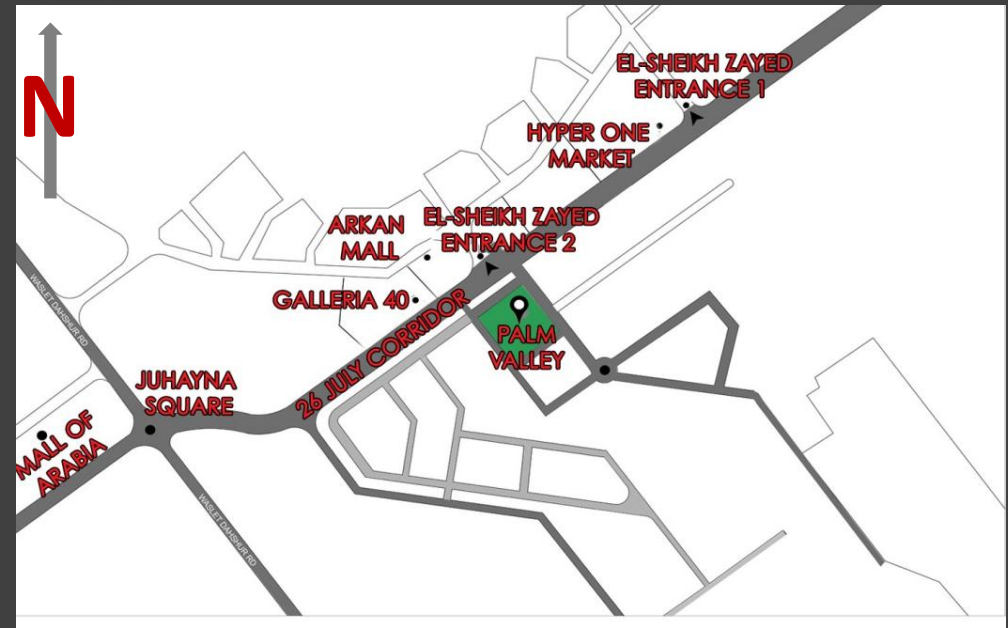 N
EL-SHEIKH ZAYED
ENTRANCE 1
HYPER ONE
MARKET
ARKAN
MALL
EL-SHEIKH ZAYED
ENTRANCE 2
GALLERIA 40
26 JULY CORRIDOR
PALM
VALLEY
WASLET DAHSHUR RD
JUHAYNA
SQUARE
MALL OF
ARABIA
WASLET DAHSHUR RD